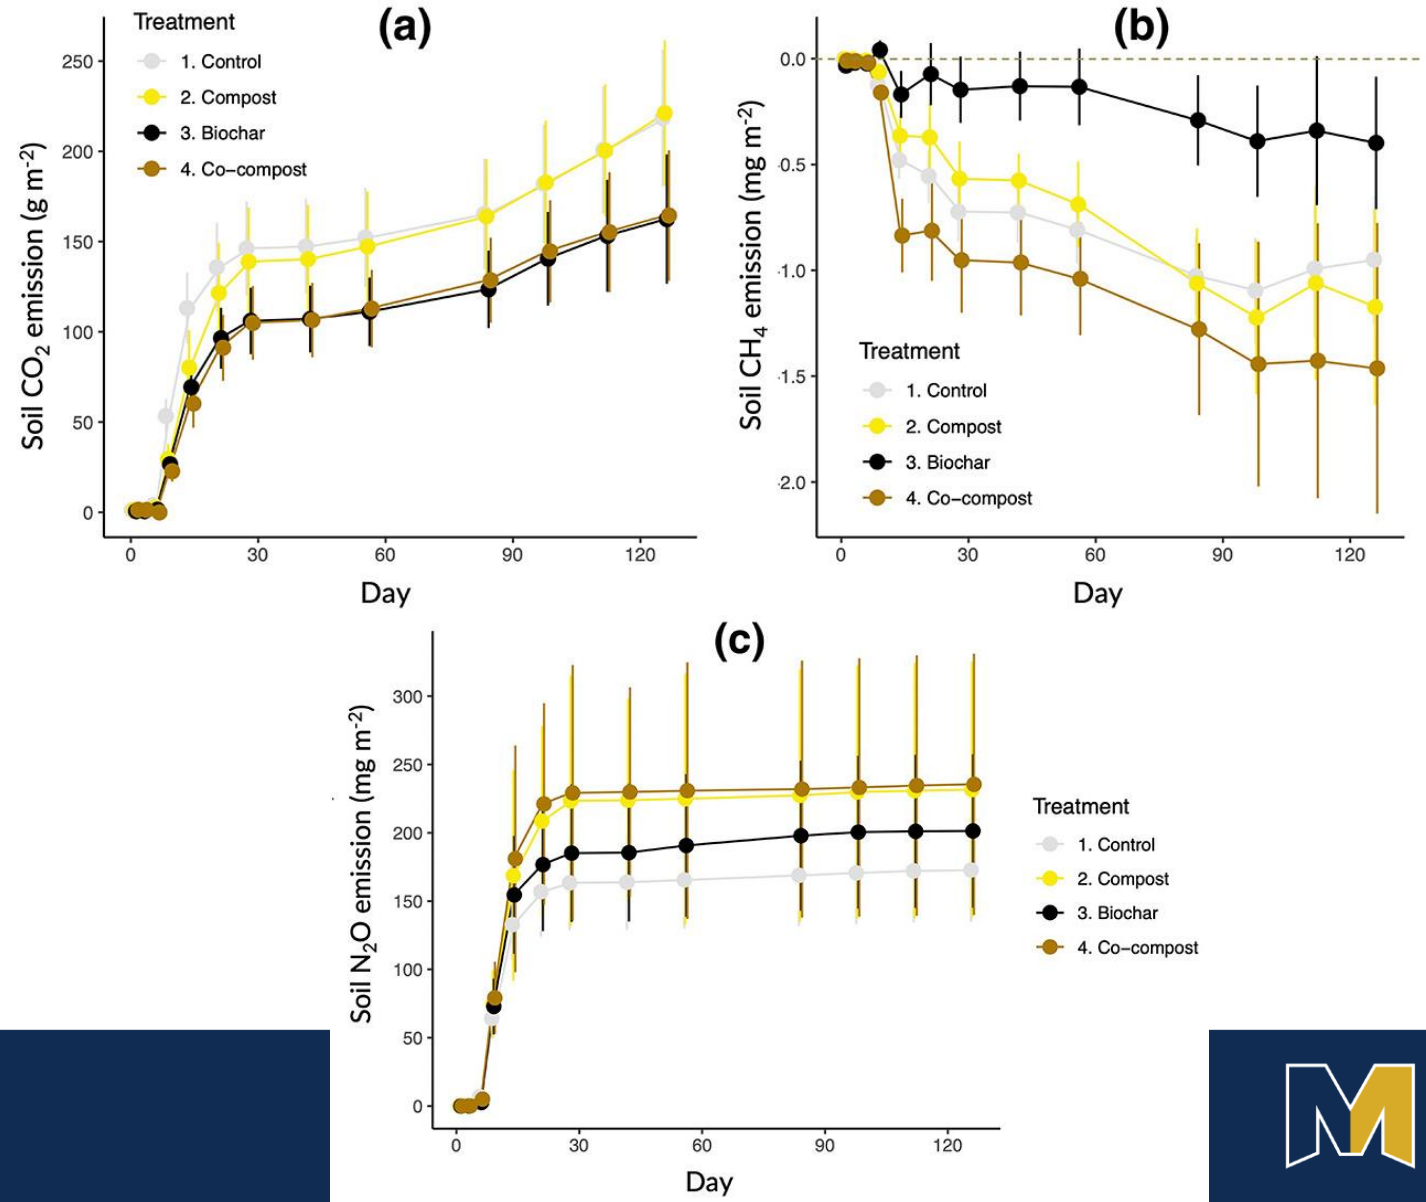 (a)
Treatment
1. Control
2. Compost
3. Biochar
4. Co−compost
Soil CO2 emission (g m-2)
250
200
150
100
50
0
0 30 60 90 120
Day
(b)
Soil CH4 emission (mg m-2)
0.0
-0.5
-1.0
-1.5
-2.0
Treatment
1. Control
2. Compost
3. Biochar
4. Co−compost
0 30 60 90 120
Day
(c)
Soil N2O emission (mg m-2)
300
250
200
150
100
50
0
0 30 60 90 120
Day
Treatment
1. Control
2. Compost
3. Biochar
4. Co−compost
M